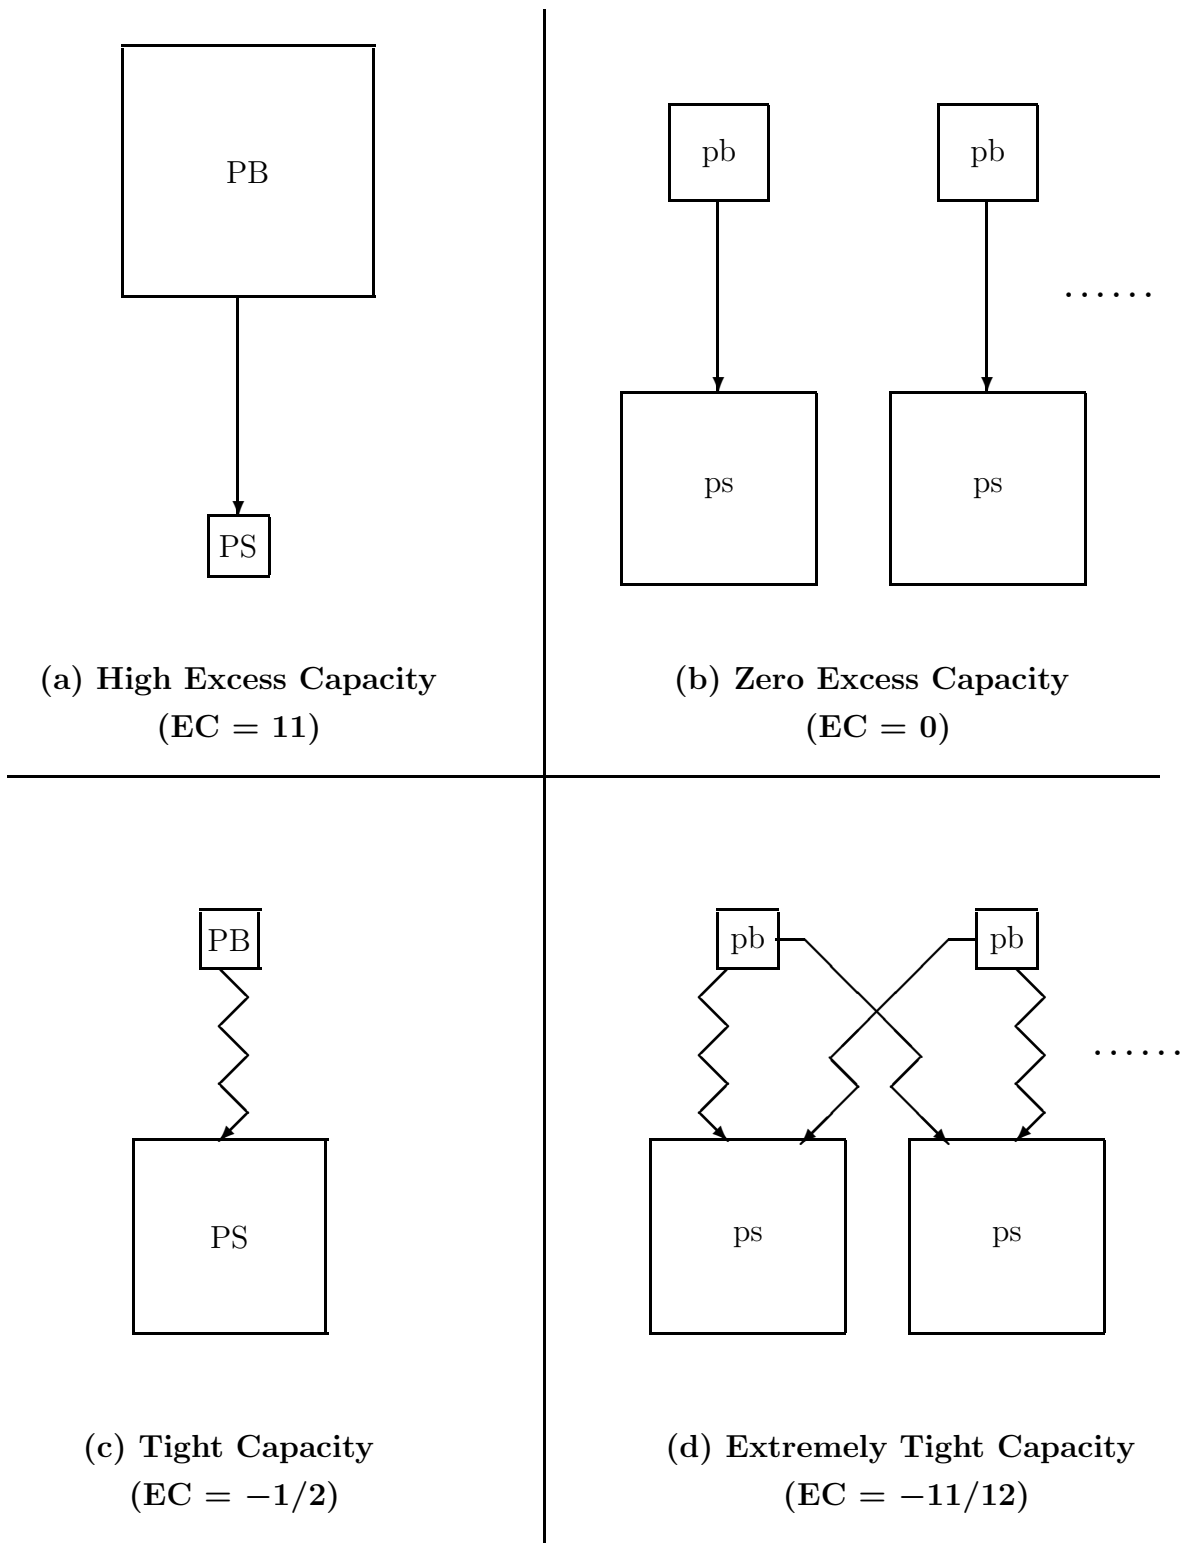 PB
PS
(a) High Excess Capacity
(EC = 11)
pb pb
......
ps ps
(b) Zero Excess Capacity
(EC = 0)
PB
PS
(c) Tight Capacity
(EC = −1/2)
pb pb
......
ps ps
(d) Extremely Tight Capacity
(EC = −11/12)